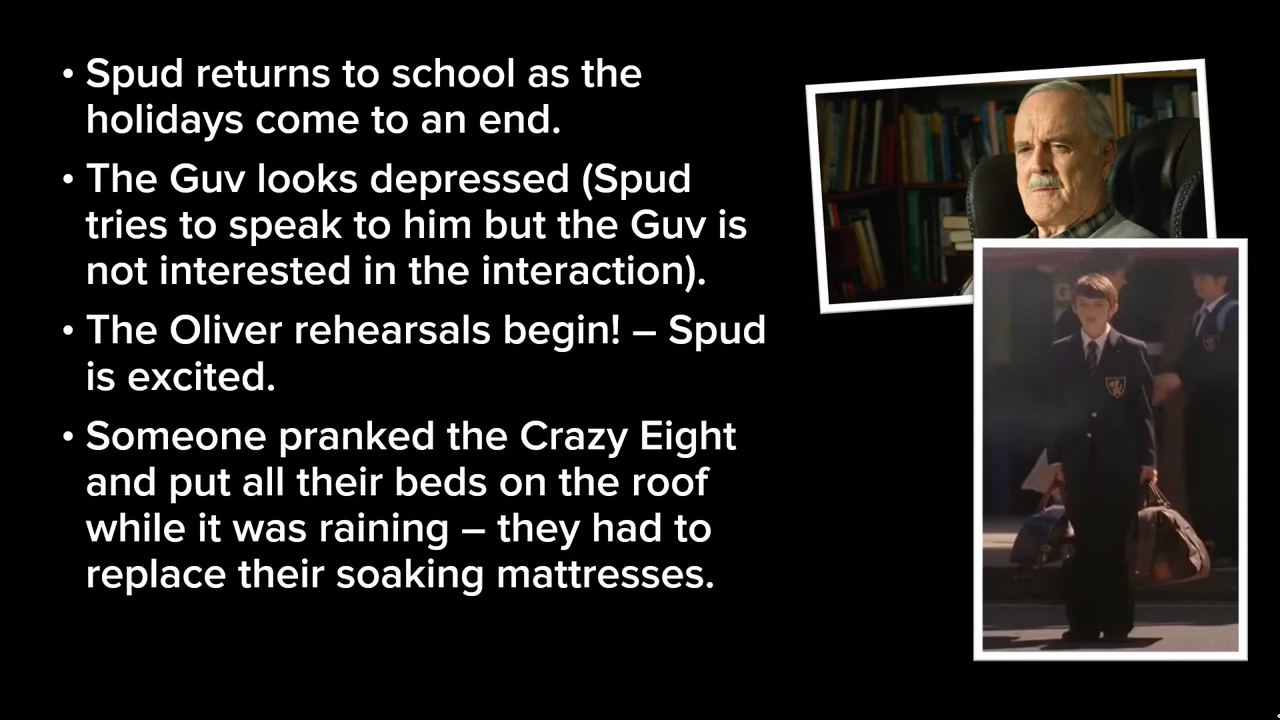 • Spud returns to school as the
holidays come to an end.
• The Guv looks depressed (Spud
tries to speak to him but the Guv is
not interested in the interaction).
• The Oliver rehearsals begin! – Spud
is excited.
• Someone pranked the Crazy Eight
and put all their beds on the roof
while it was raining – they had to
replace their soaking mattresses.